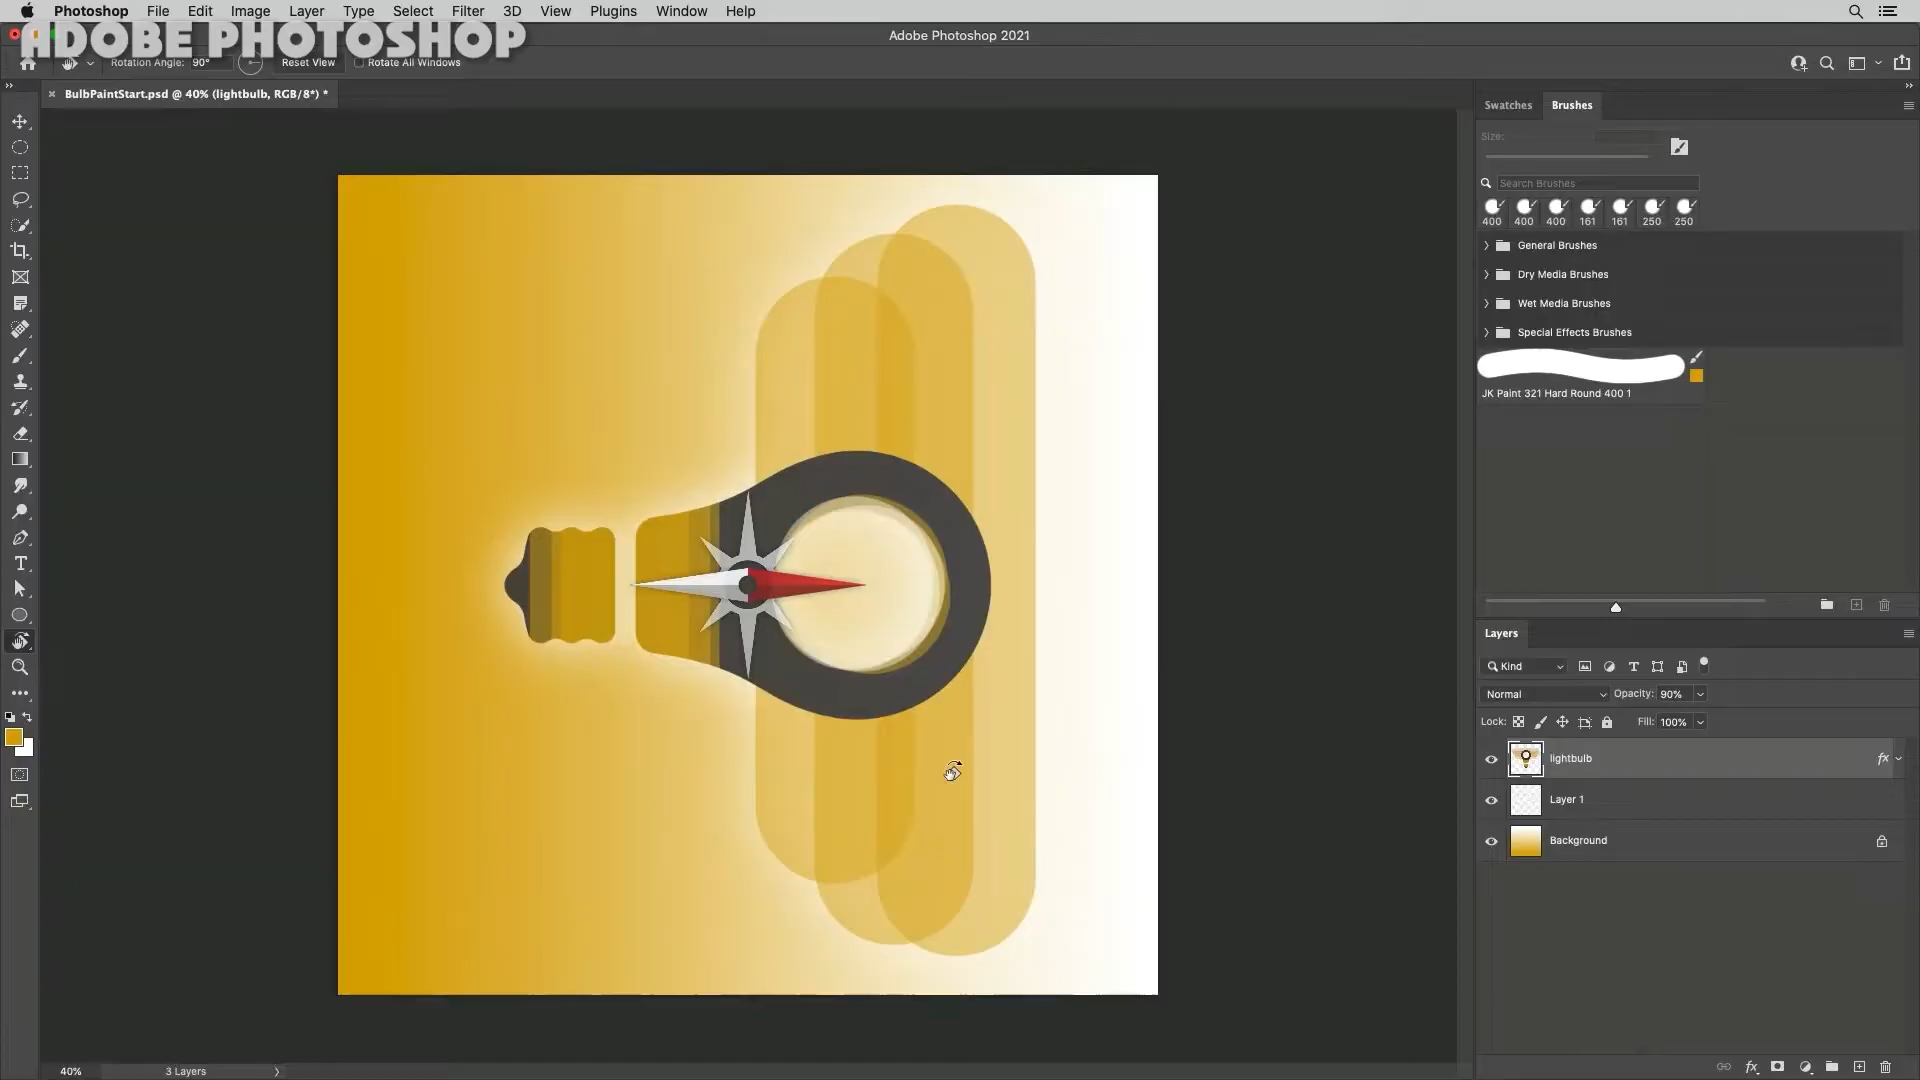 Photoshop File Edit Image Layer Type Select Filter 3D View Plugins Window Help
ADOBE PHOTOSHOP
Adobe Photoshop 2021
Rotation Angle: 90° Reset View Rotate All Windows
BulbPaintStart.psd @ 40% (lightbulb, RGB/8*) *
Swatches Brushes
Size:
Search Brushes
400 400 400 161 161 250 250
General Brushes
Dry Media Brushes
Wet Media Brushes
Special Effects Brushes
JK Paint 321 Hard Round 400 1
Layers
Kind
Normal Opacity: 90%
Lock: Fill: 100%
lightbulb fx
Layer 1
Background
40% 3 Layers
fx